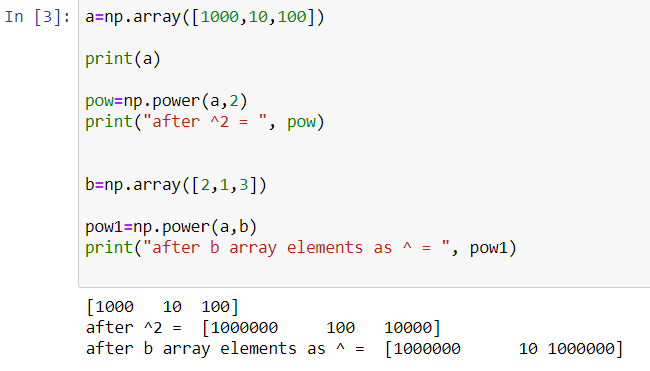 In [3]: a=np.array([1000,10,100])
print(a)
pow=np.power(a,2)
print("after ^2 = ", pow)
b=np.array([2,1,3])
pow1=np.power(a,b)
print("after b array elements as ^ = ", pow1)
[1000   10  100]
after ^2 =  [1000000     100   10000]
after b array elements as ^ =  [1000000      10 1000000]